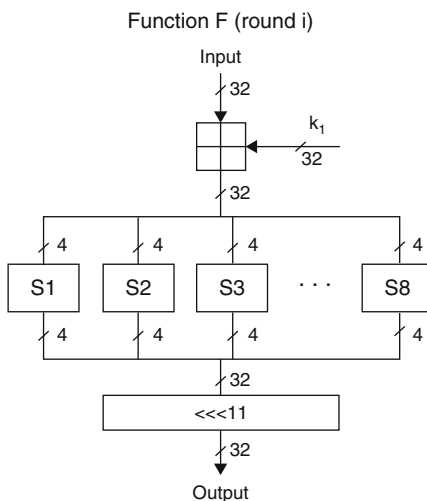 Function F (round i)
Input
32
k₁
32
32
4 4 4 4
S1 S2 S3 . . . S8
4 4 4 4
32
<<<11
32
Output